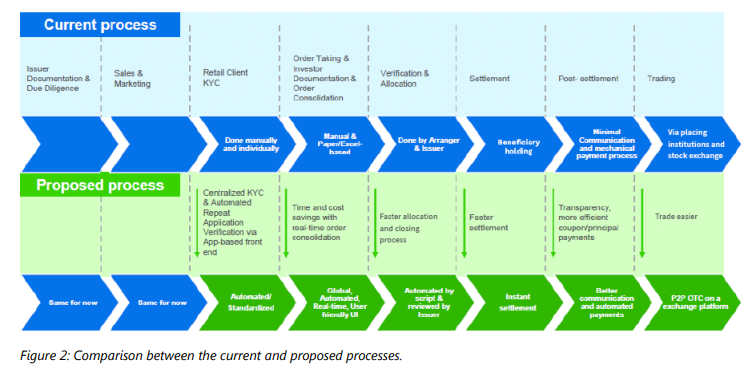 Current process
Issuer
Documentation &
Due Diligence
Sales &
Marketing
Retail Client
KYC
Order Taking &
Investor
Documentation &
Order
Consolidation
Verification &
Allocation
Settlement
Post- settlement
Trading
Done manually
and individually
Manual &
Paper/Excel-
based
Done by Arranger
& Issuer
Beneficiary
holding
Minimal
Communication
and mechanical
payment process
Via placing
institutions and
stock exchange
Proposed process
Centralized KYC
& Automated
Repeat
Application
Verification via
App-based front
end
Time and cost
savings with
real-time order
consolidation
Faster allocation
and closing
process
Faster
settlement
Transparency,
more efficient
coupon/principal
payments
Trade easier
Same for now
Same for now
Automated/
Standardized
Global,
Automated,
Real-time, User
friendly UI
Automated by
script & reviewed by
Issuer
Instant
settlement
Better
communication
and automated
payments
P2P OTC on a
exchange platform
Figure 2: Comparison between the current and proposed processes.